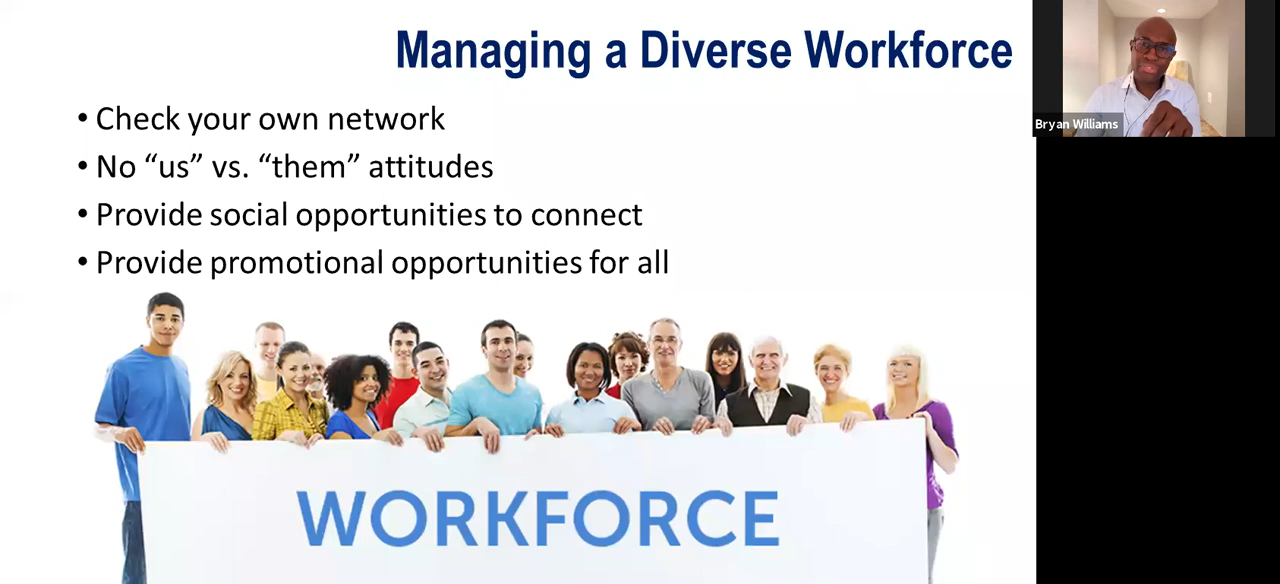 Managing a Diverse Workforce
• Check your own network
• No “us” vs. “them” attitudes
• Provide social opportunities to connect
• Provide promotional opportunities for all
WORKFORCE
Bryan Williams